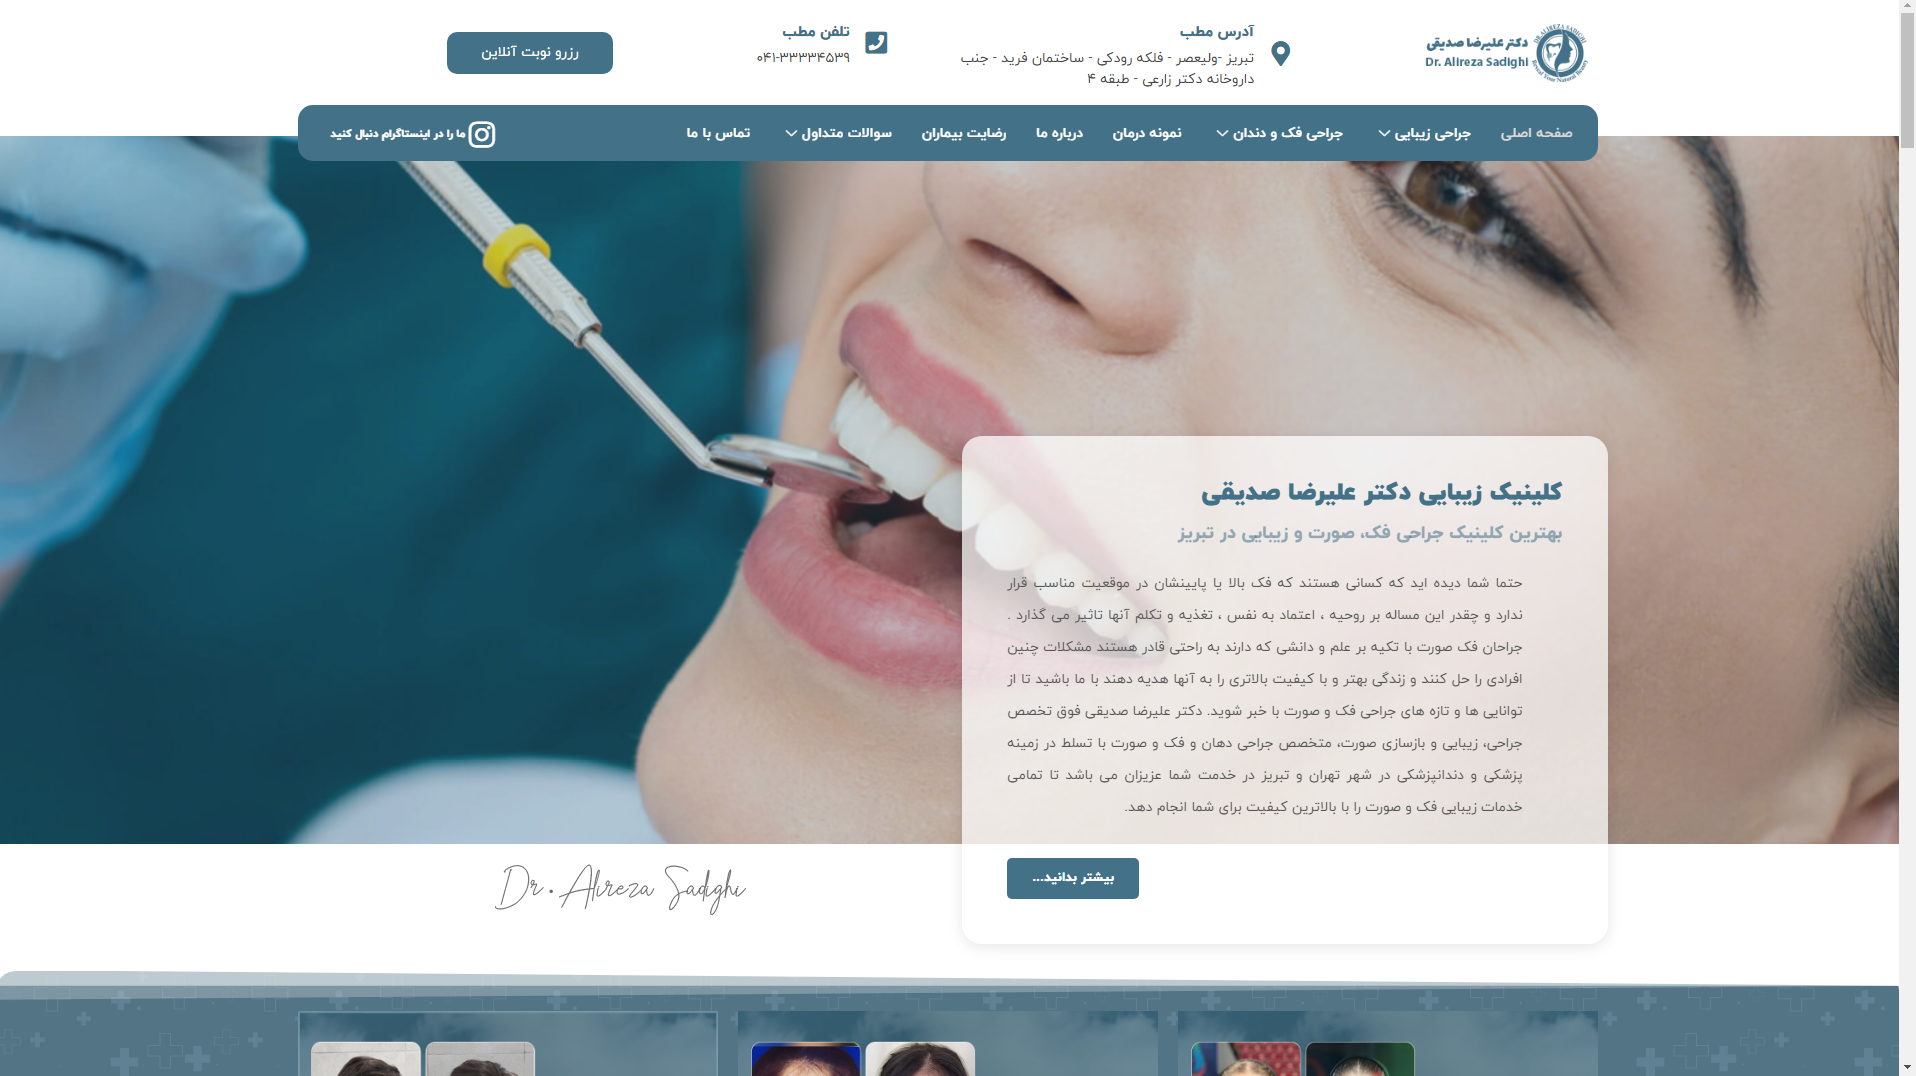 دکتر علیرضا صدیقی
Dr. Alireza Sadighi
آدرس مطب
تبریز -ولیعصر - فلکه رودکی - ساختمان فرید - جنب
داروخانه دکتر زارعی - طبقه ۴
تلفن مطب
۰۴۱-۳۳۳۳۴۵۳۹
رزرو نوبت آنلاین
صفحه اصلی
جراحی زیبایی
جراحی فک و دندان
نمونه درمان
درباره ما
رضایت بیماران
سوالات متداول
تماس با ما
ما را در اینستاگرام دنبال کنید
کلینیک زیبایی دکتر علیرضا صدیقی
بهترین کلینیک جراحی فک، صورت و زیبایی در تبریز
حتما شما دیده اید که کسانی هستند که فک بالا یا پایینشان در موقعیت مناسب قرار
ندارد و چقدر این مساله بر روحیه ، اعتماد به نفس ، تغذیه و تکلم آنها تاثیر می گذارد .
جراحان فک صورت با تکیه بر علم و دانشی که دارند به راحتی قادر هستند مشکلات چنین
افرادی را حل کنند و زندگی بهتر و با کیفیت بالاتری را به آنها هدیه دهند با ما باشید تا از
توانایی ها و تازه های جراحی فک و صورت با خبر شوید. دکتر علیرضا صدیقی فوق تخصص
جراحی، زیبایی و بازسازی صورت، متخصص جراحی دهان و فک و صورت با تسلط در زمینه
پزشکی و دندانپزشکی در شهر تهران و تبریز در خدمت شما عزیزان می باشد تا تمامی
خدمات زیبایی فک و صورت را با بالاترین کیفیت برای شما انجام دهد.
بیشتر بدانید...
Dr. Alireza Sadighi